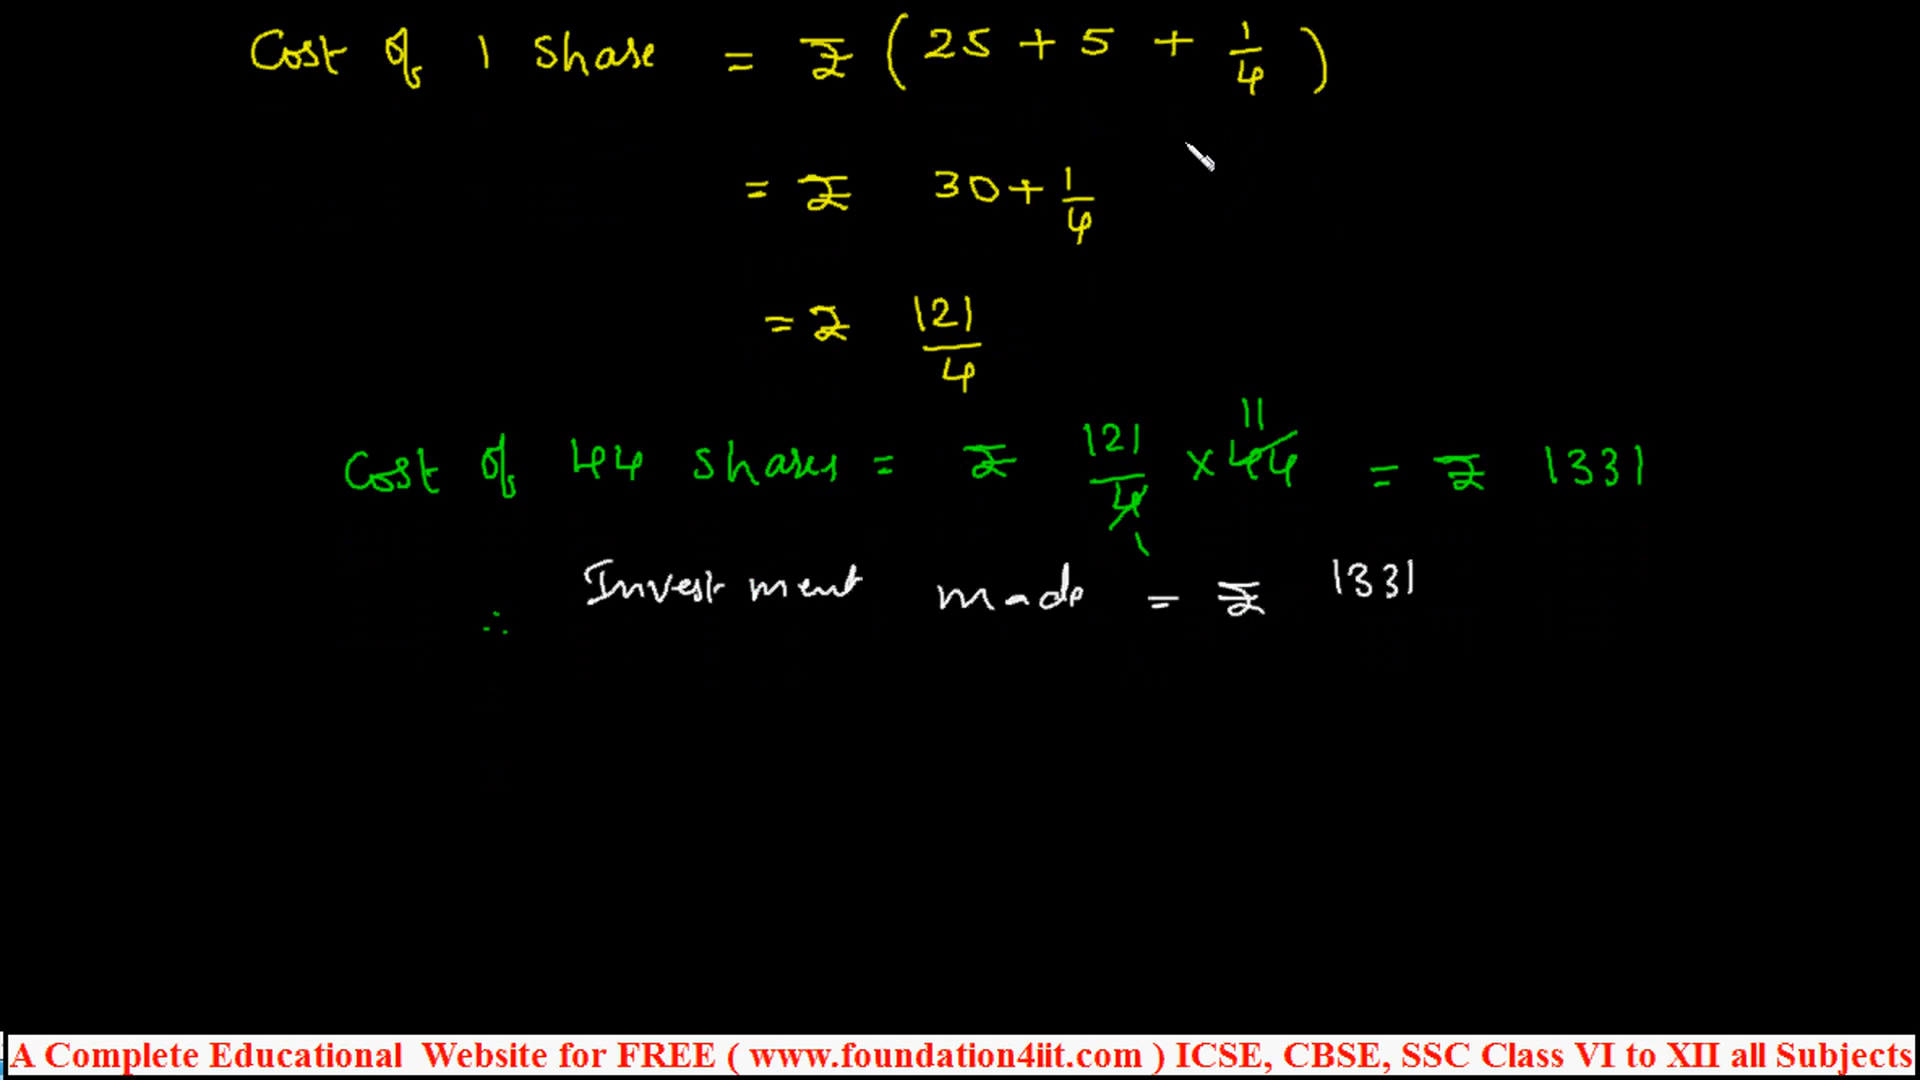 Cost of 1 Share = ₹ ( 25 + 5 + 1/4 )
= ₹ 30 + 1/4
= ₹ 121/4
Cost of 44 shares = ₹ 121/4 × 44 11 1 = ₹ 1331
∴ Investment made = ₹ 1331
A Complete Educational Website for FREE ( www.foundation4iit.com ) ICSE, CBSE, SSC Class VI to XII all Subjects